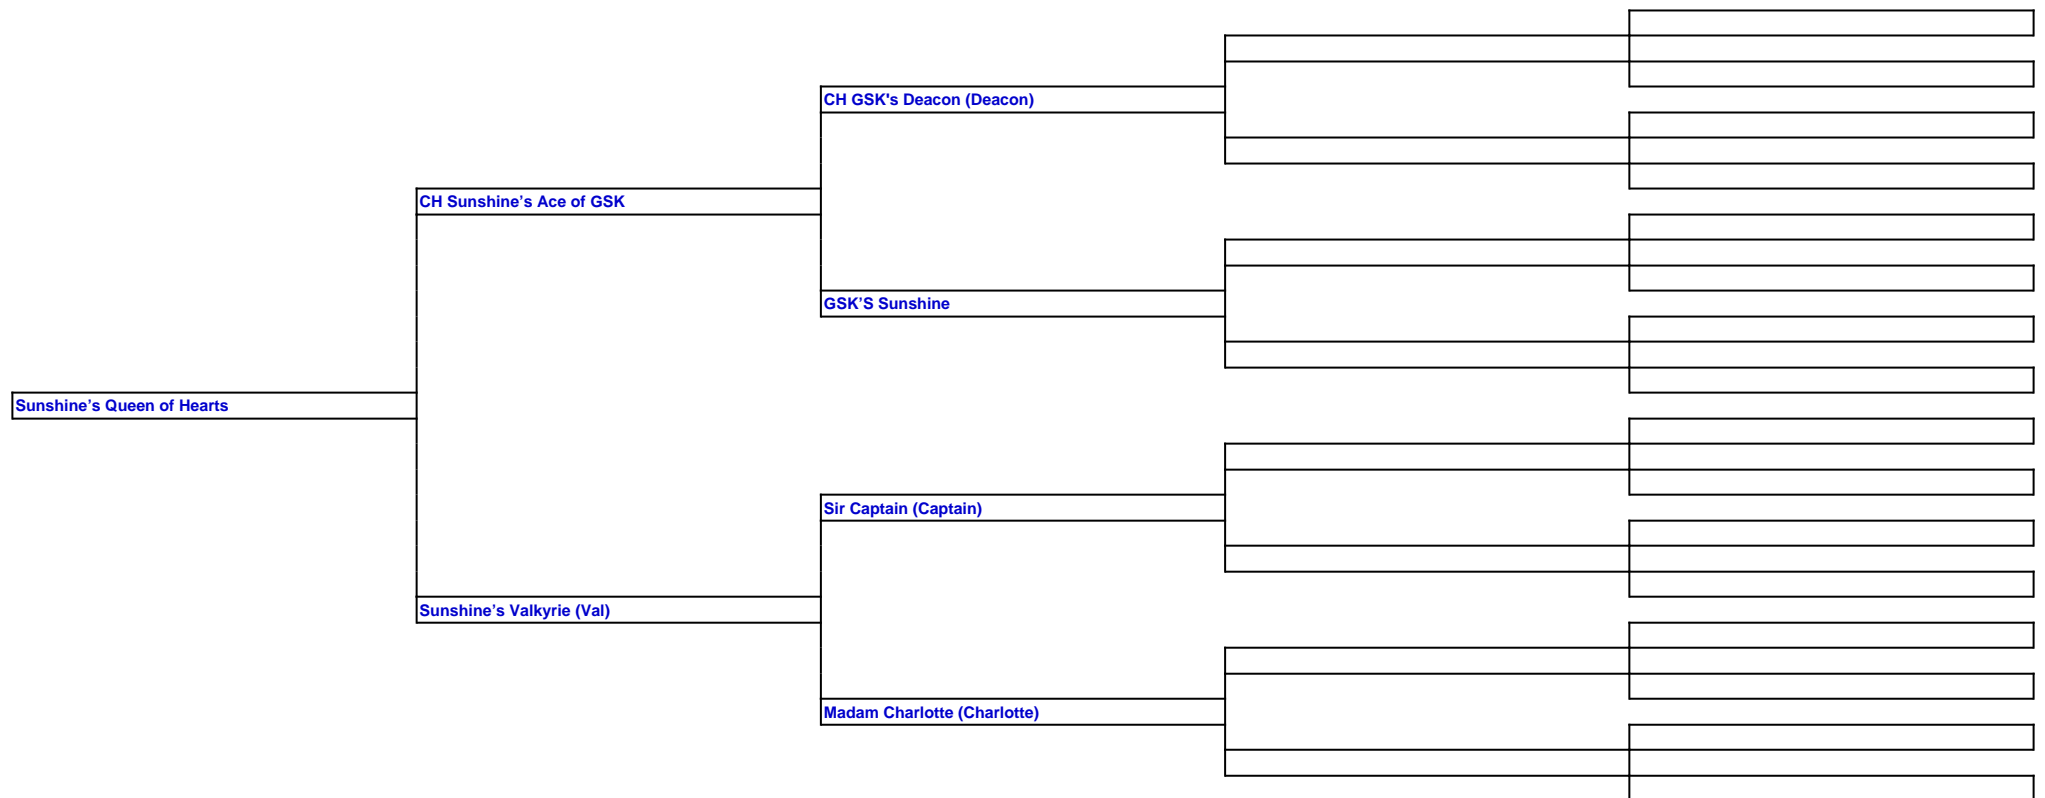 CH GSK's Deacon (Deacon)
CH Sunshine’s Ace of GSK
GSK’S Sunshine
Sunshine’s Queen of Hearts
Sir Captain (Captain)
Sunshine’s Valkyrie (Val)
Madam Charlotte (Charlotte)